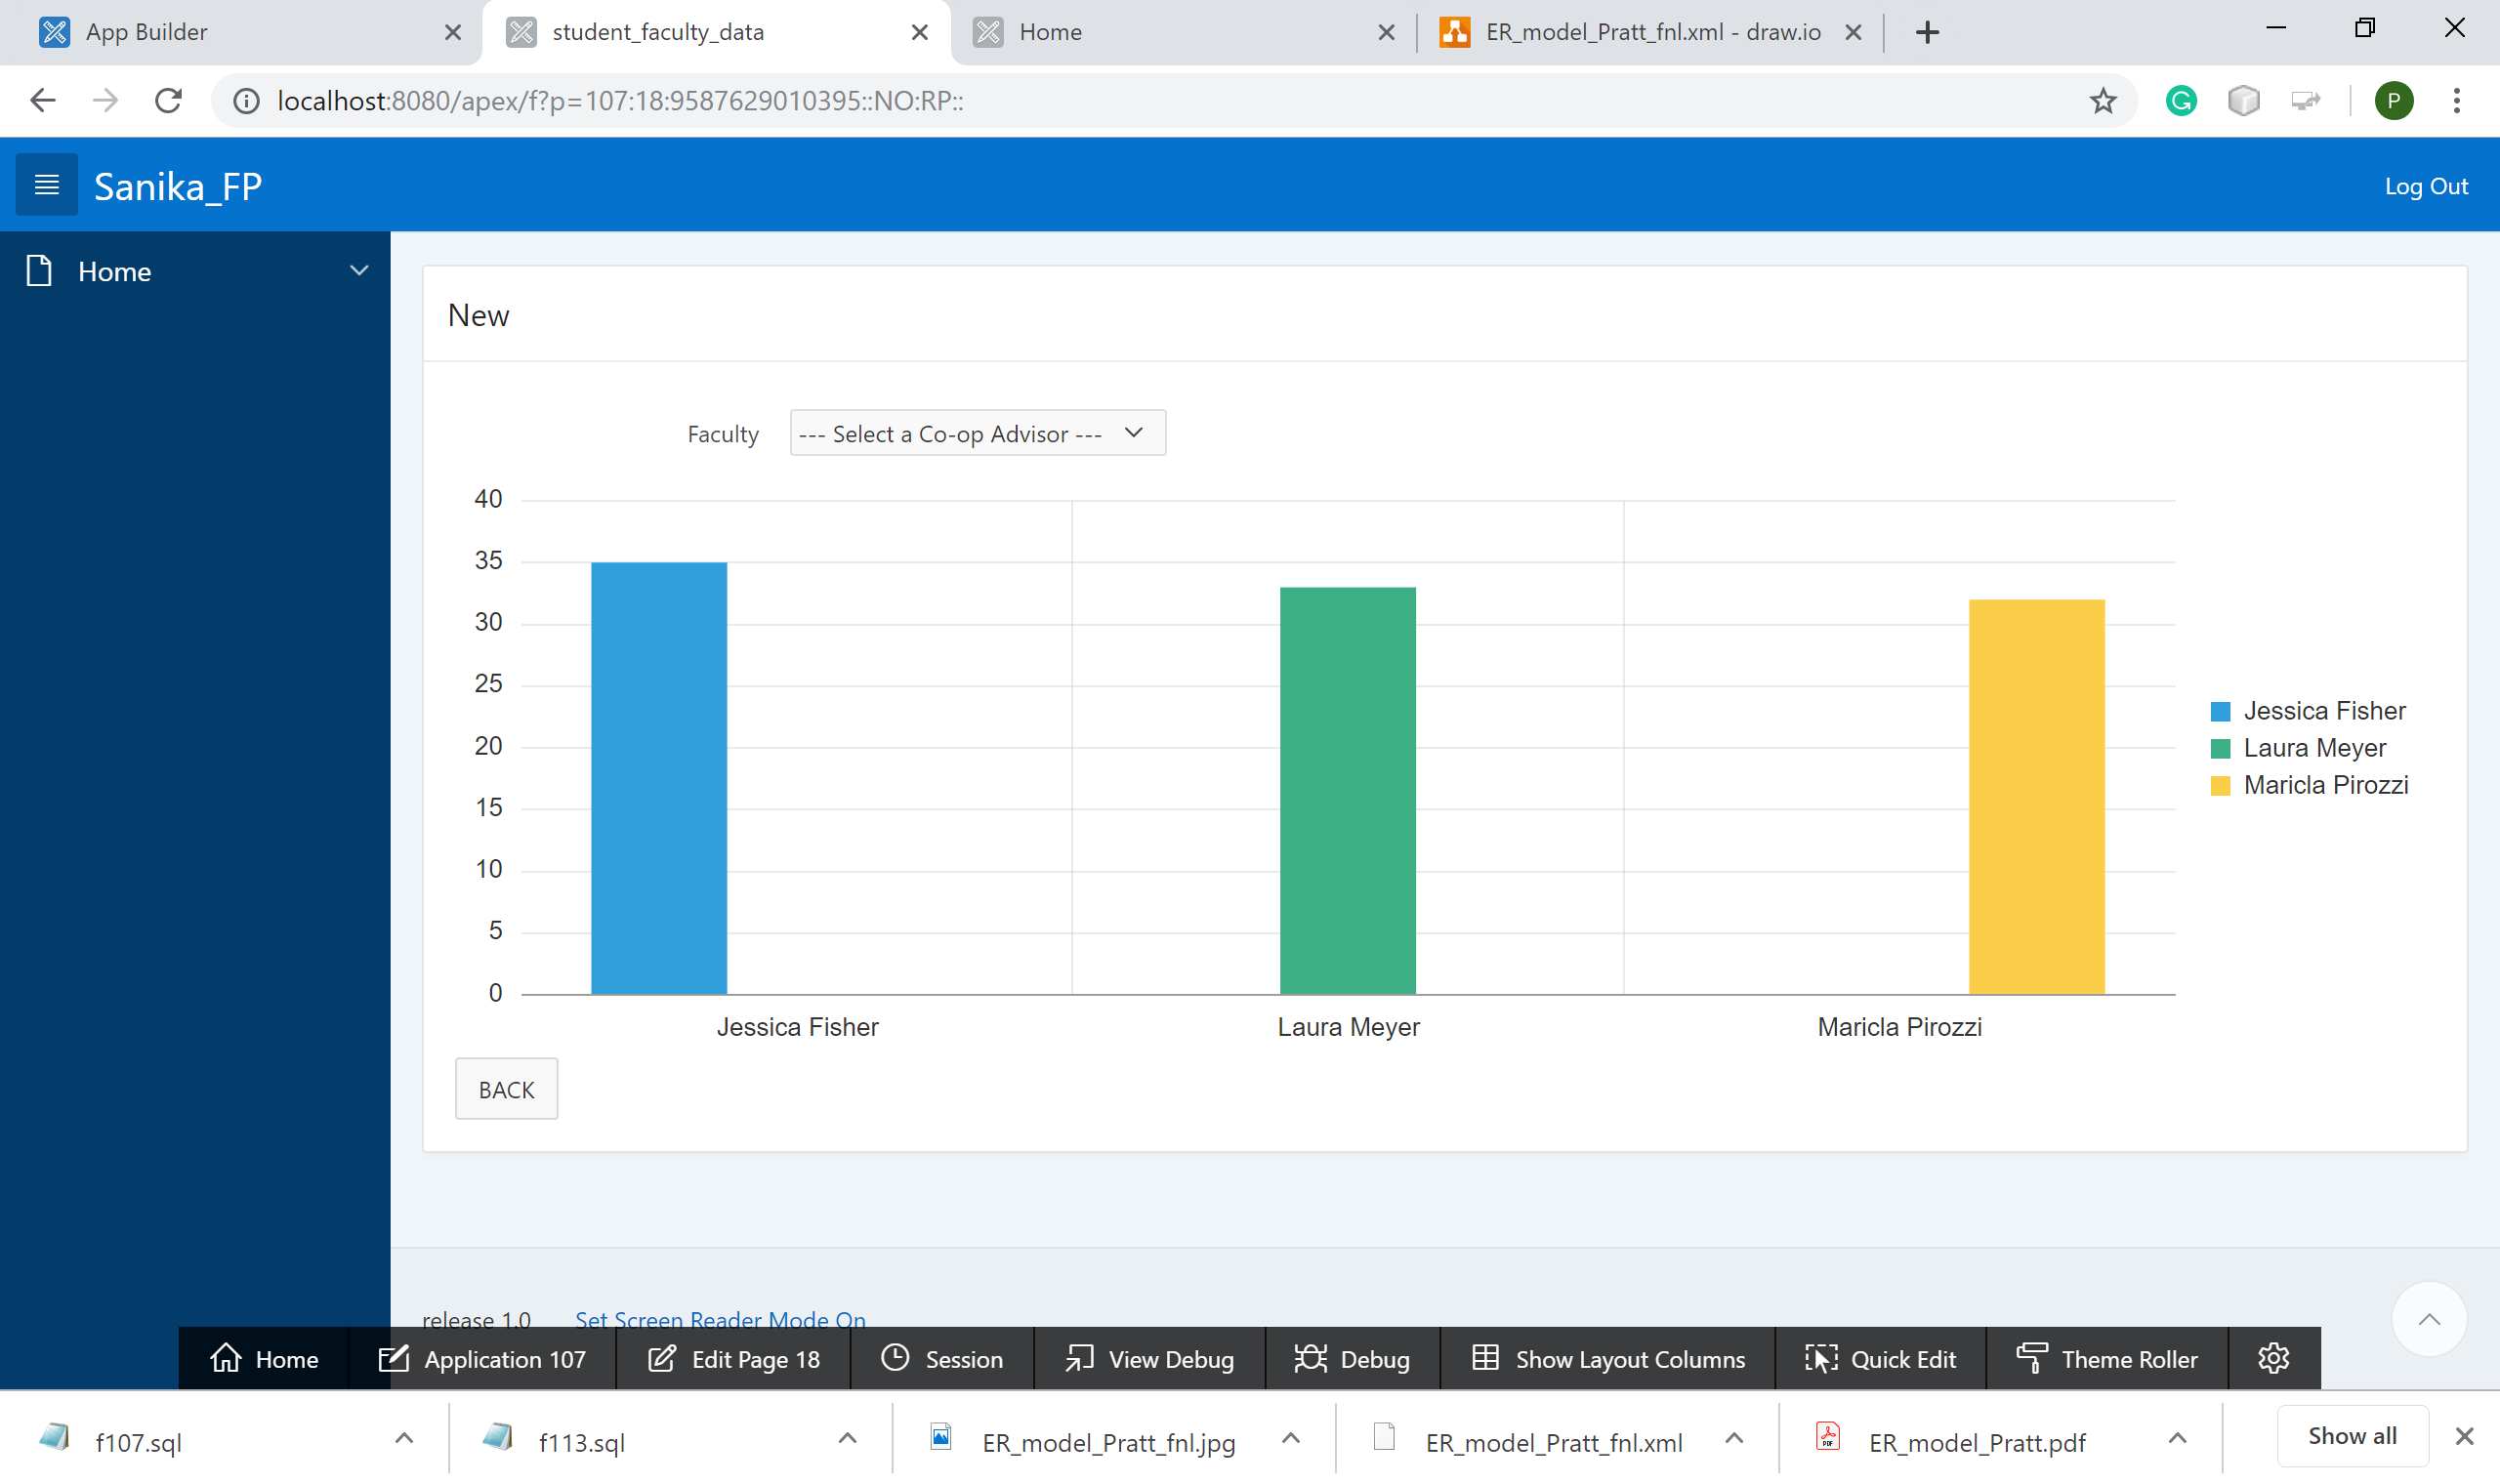 App Builder
student_faculty_data
Home
ER_model_Pratt_fnl.xml - draw.io
localhost:8080/apex/f?p=107:18:9587629010395::NO:RP::
P
Sanika_FP
Log Out
Home
New
Faculty
--- Select a Co-op Advisor ---
40
35
30
25
20
15
10
5
0
Jessica Fisher
Laura Meyer
Maricla Pirozzi
Jessica Fisher
Laura Meyer
Maricla Pirozzi
BACK
release 1.0
Set Screen Reader Mode On
Home
Application 107
Edit Page 18
Session
View Debug
Debug
Show Layout Columns
Quick Edit
Theme Roller
f107.sql
f113.sql
ER_model_Pratt_fnl.jpg
ER_model_Pratt_fnl.xml
PDF
ER_model_Pratt.pdf
Show all